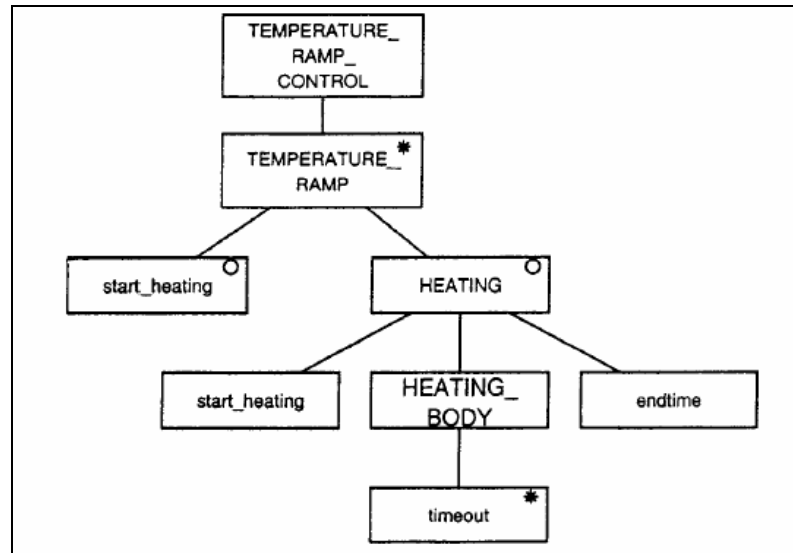 TEMPERATURE_
RAMP_
CONTROL
TEMPERATURE_ *
RAMP
start_heating
HEATING
start_heating
HEATING_
BODY
endtime
timeout *